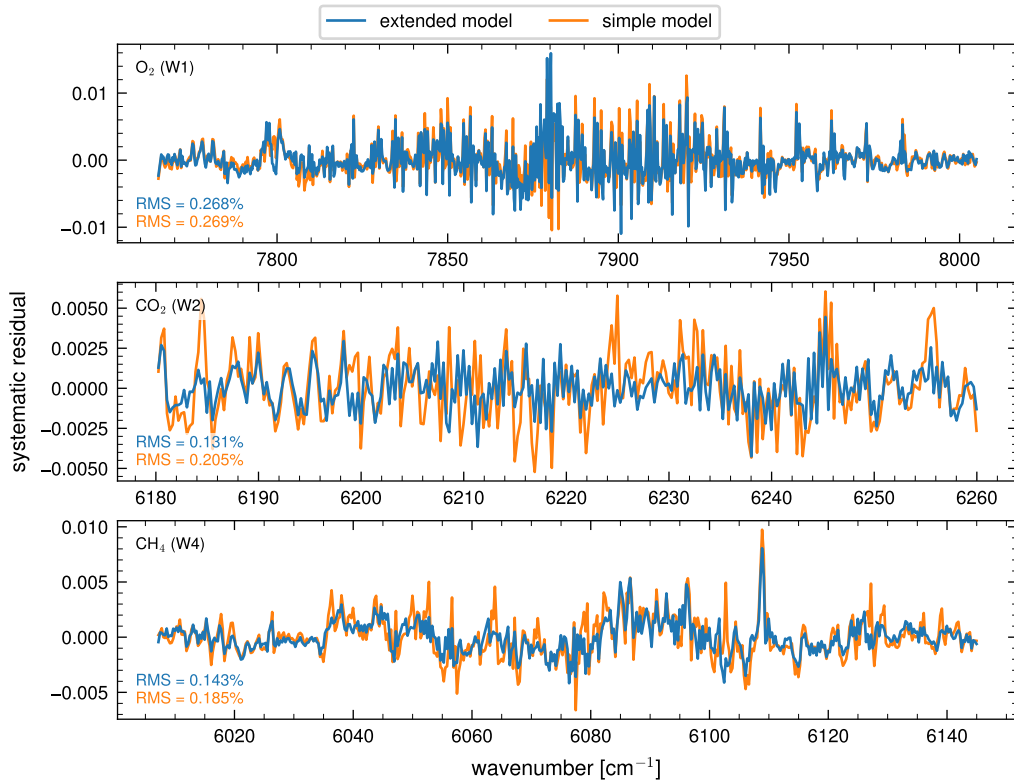 extended model simple model
O₂ (W1)
0.01
0.00
−0.01
RMS = 0.268%
RMS = 0.269%
7800 7850 7900 7950 8000
systematic residual
CO₂ (W2)
0.0050
0.0025
0.0000
−0.0025
−0.0050
RMS = 0.131%
RMS = 0.205%
6180 6190 6200 6210 6220 6230 6240 6250 6260
CH₄ (W4)
0.010
0.005
0.000
−0.005
RMS = 0.143%
RMS = 0.185%
6020 6040 6060 6080 6100 6120 6140
wavenumber [cm⁻¹]